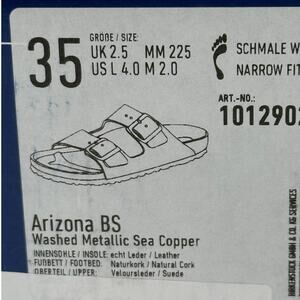 35
GRÖßE / SIZE:
UK 2.5 MM 225
US L 4.0 M 2.0
SCHMALE
NARROW FIT
ART.-NO.:
101290
Arizona BS
Washed Metallic Sea Copper
INNENSOHLE / INSOLE: echt Leder / Leather
FUßBETT / FOOTBED: Naturkork / Natural Cork
OBERTEIL / UPPER: Veloursleder / Suede
BIRKENSTOCK GMBH & CO. KG SERVICES